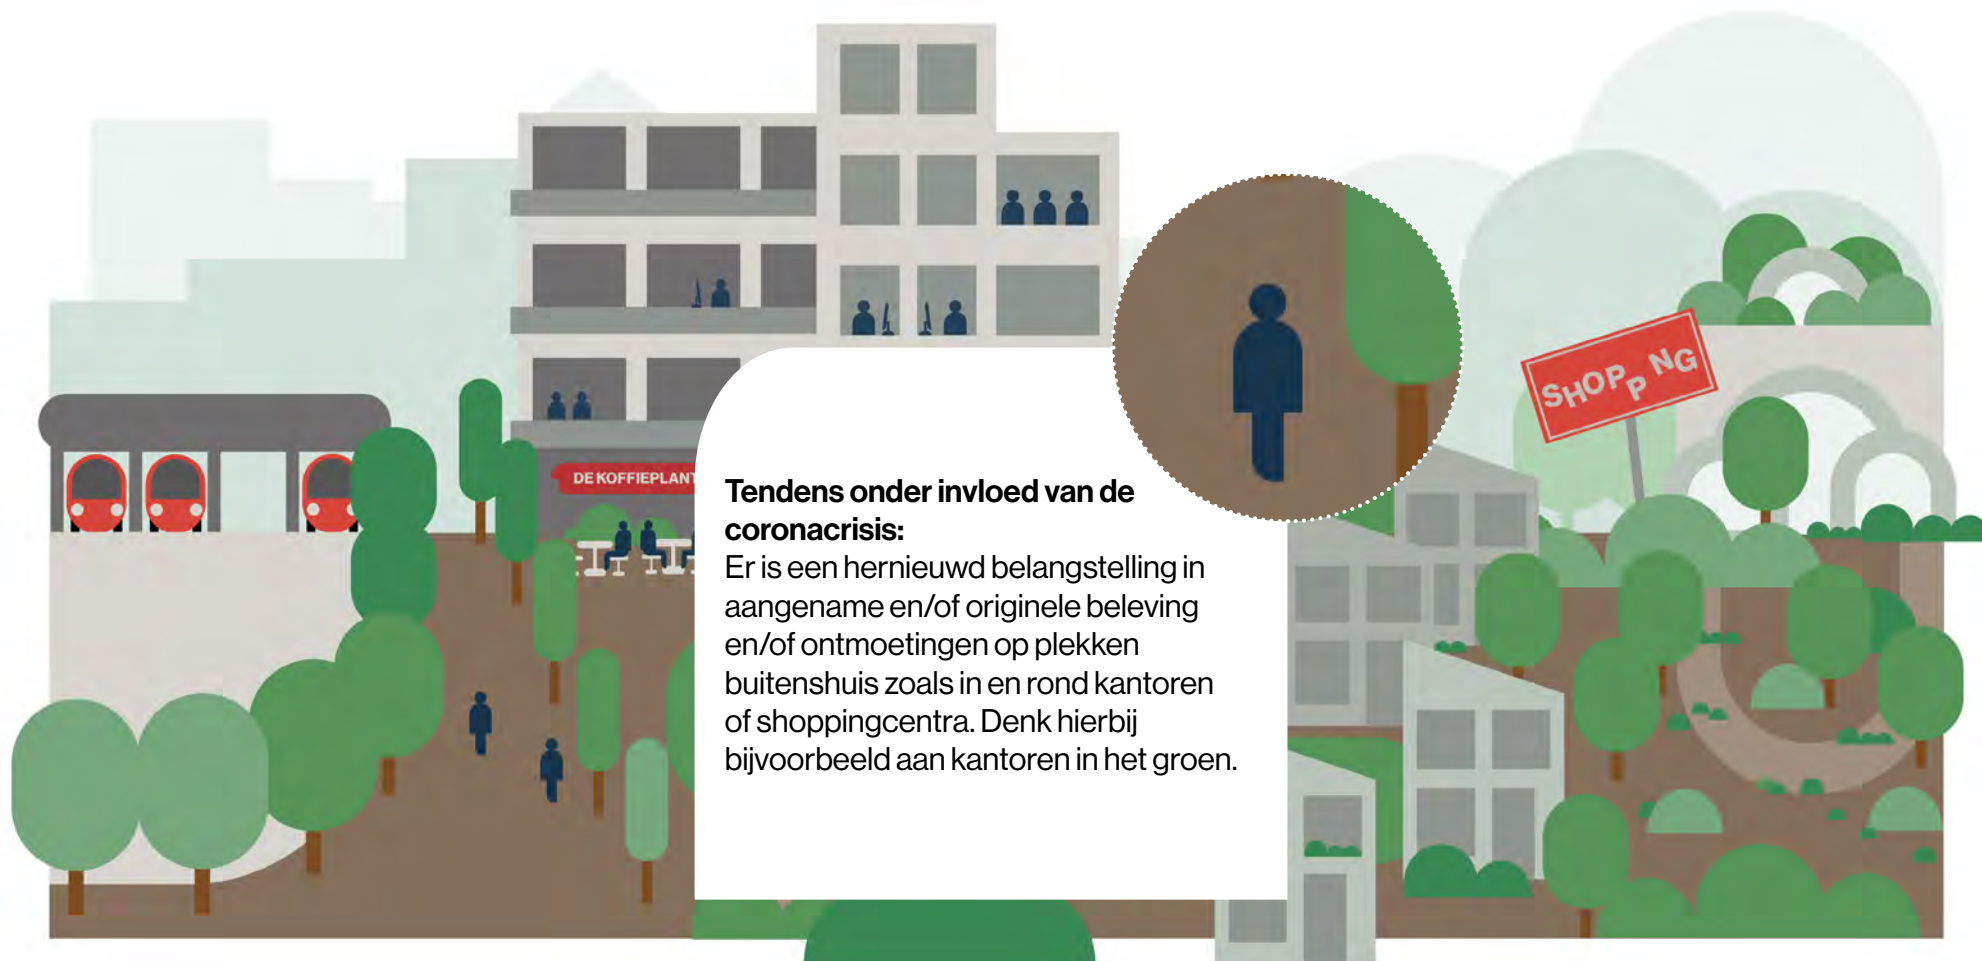 SHOPP NG
DE KOFFIEPLANT
Tendens onder invloed van de
coronacrisis:
Er is een hernieuwd belangstelling in
aangename en/of originele beleving
en/of ontmoetingen op plekken
buitenshuis zoals in en rond kantoren
of shoppingcentra. Denk hierbij
bijvoorbeeld aan kantoren in het groen.